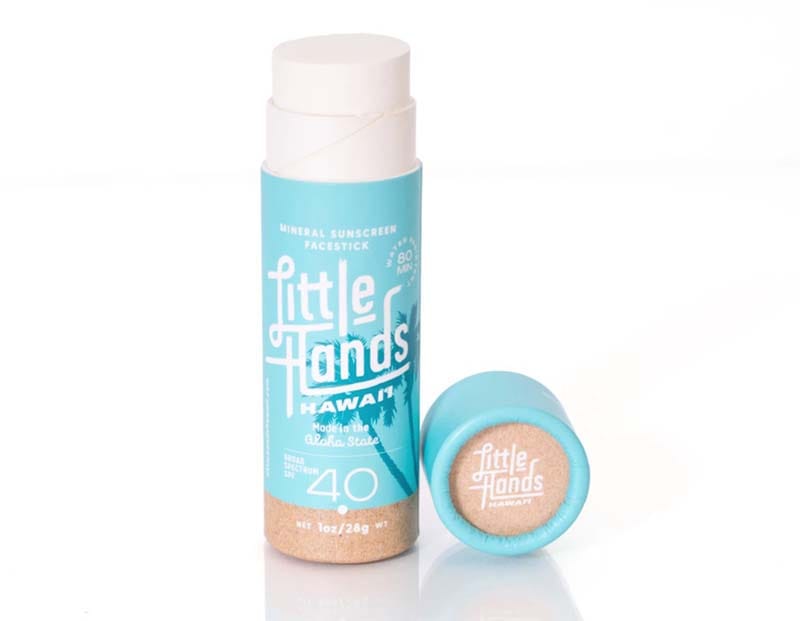 MINERAL SUNSCREEN
FACESTICK
80
MIN
Little
Hands
HAWAI'I
Made in the
Aloha State
BROAD
SPECTRUM
SPF
40
NET 1oz/28g WT
Little
Hands
HAWAI'I